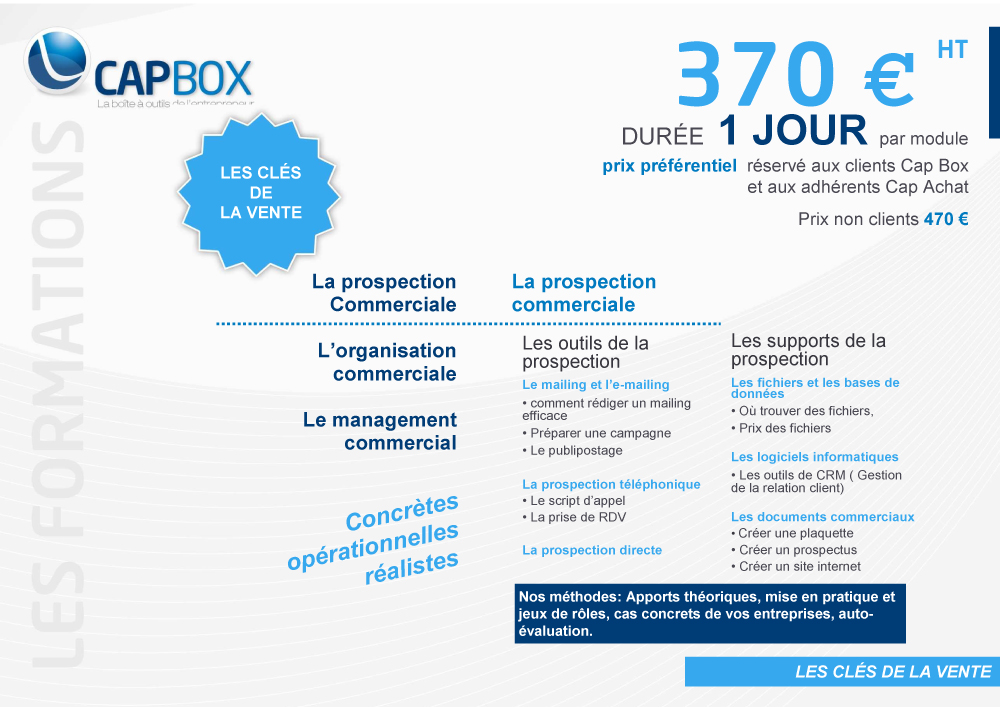 LES FORMATIONS
CAPBOX
La boîte à outils de l'entrepreneur
LES CLÉS
DE
LA VENTE
370 € HT
DURÉE 1 JOUR par module
prix préférentiel réservé aux clients Cap Box
et aux adhérents Cap Achat
Prix non clients 470 €
La prospection
Commerciale
L’organisation
commerciale
Le management
commercial
Concrètes
opérationnelles
réalistes
La prospection
commerciale
Les outils de la
prospection
Le mailing et l’e-mailing
• comment rédiger un mailing
efficace
• Préparer une campagne
• Le publipostage
La prospection téléphonique
• Le script d’appel
• La prise de RDV
La prospection directe
Les supports de la
prospection
Les fichiers et les bases de
données
• Où trouver des fichiers,
• Prix des fichiers
Les logiciels informatiques
• Les outils de CRM ( Gestion
de la relation client)
Les documents commerciaux
• Créer une plaquette
• Créer un prospectus
• Créer un site internet
Nos méthodes: Apports théoriques, mise en pratique et
jeux de rôles, cas concrets de vos entreprises, auto-
évaluation.
LES CLÉS DE LA VENTE